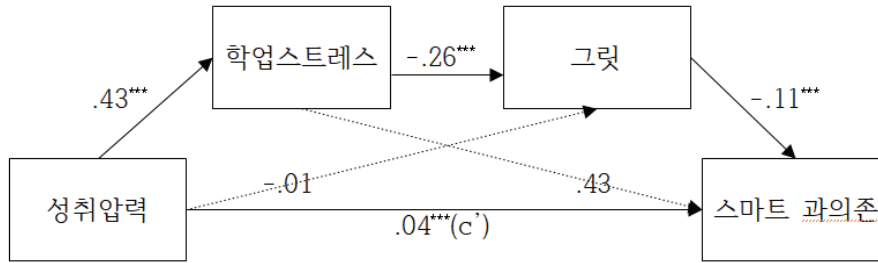 학업스트레스
-.26***
그릿
.43***
-.11***
성취압력
-.01
.43
스마트 과의존
.04***(c')